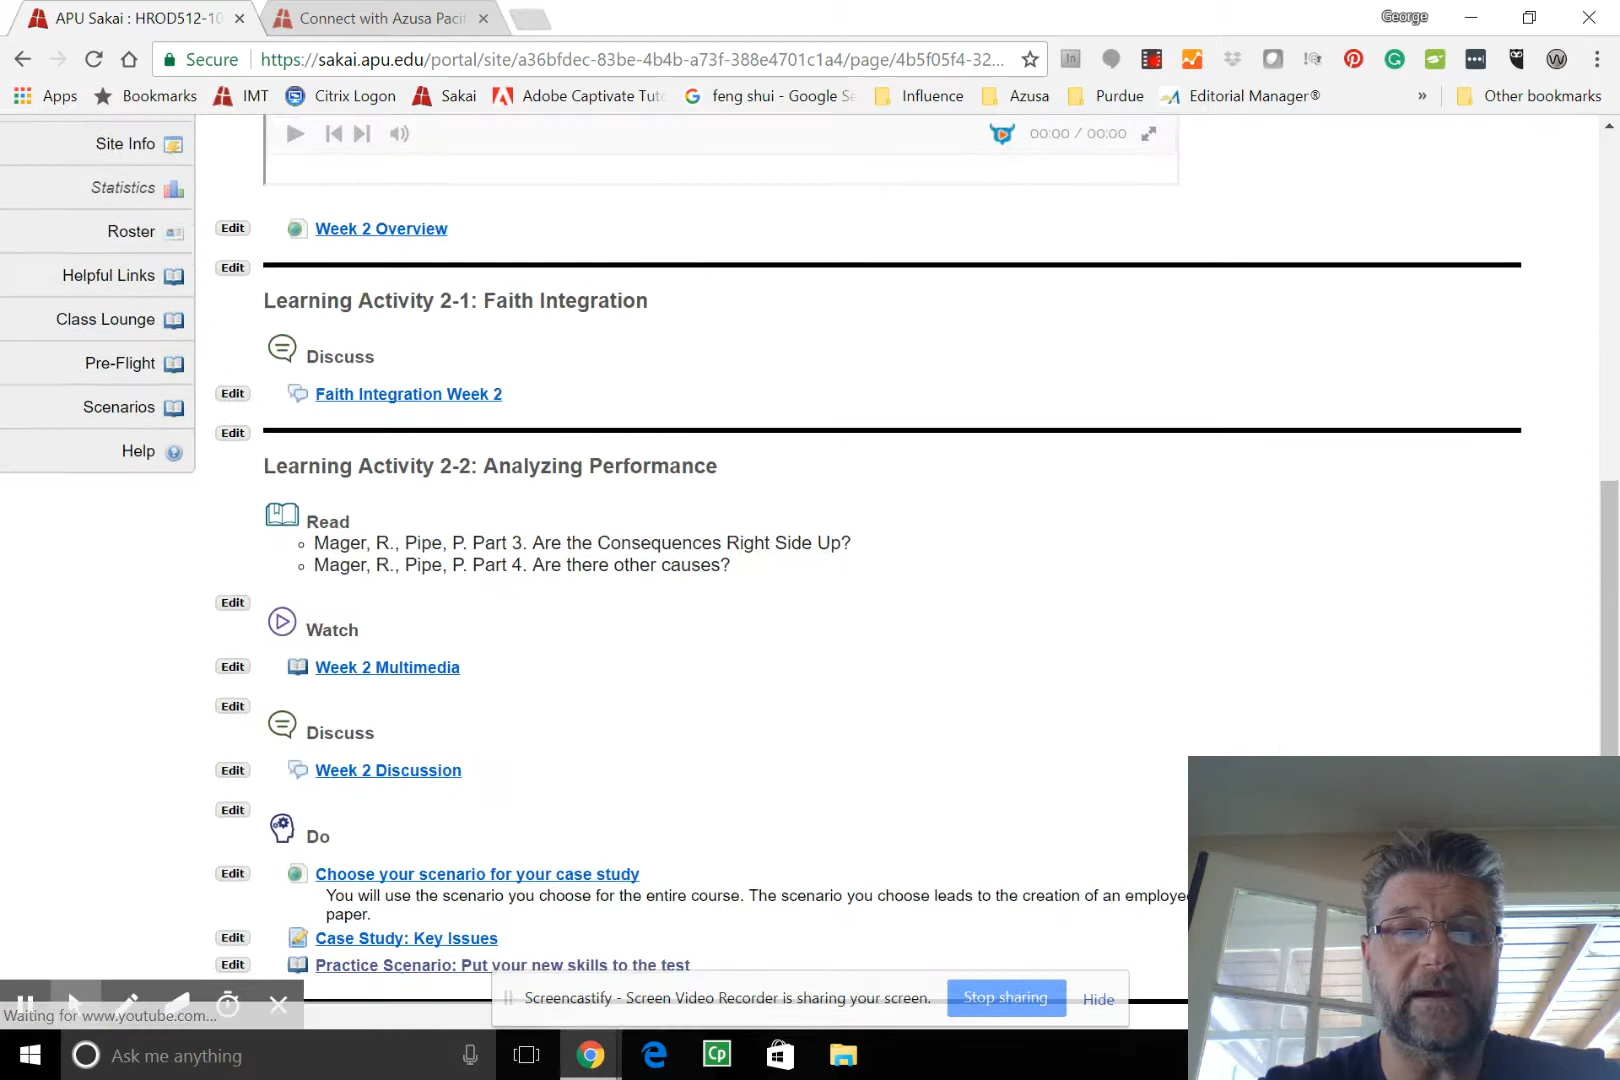 APU Sakai : HROD512-10
Connect with Azusa Pacif
George
Secure
https://sakai.apu.edu/portal/site/a36bfdec-83be-4b4b-a73f-388e4701c1a4/page/4b5f05f4-32...
Apps
Bookmarks
IMT
Citrix Logon
Sakai
Adobe Captivate Tuto
feng shui - Google Se
Influence
Azusa
Purdue
Editorial Manager®
»
Other bookmarks
Site Info
Statistics
Roster
Helpful Links
Class Lounge
Pre-Flight
Scenarios
Help
00:00 / 00:00
Edit
Week 2 Overview
Edit
Learning Activity 2-1: Faith Integration
Discuss
Edit
Faith Integration Week 2
Edit
Learning Activity 2-2: Analyzing Performance
Read
Mager, R., Pipe, P. Part 3. Are the Consequences Right Side Up?
Mager, R., Pipe, P. Part 4. Are there other causes?
Edit
Watch
Edit
Week 2 Multimedia
Edit
Discuss
Edit
Week 2 Discussion
Edit
Do
Edit
Choose your scenario for your case study
You will use the scenario you choose for the entire course. The scenario you choose leads to the creation of an employe
paper.
Edit
Case Study: Key Issues
Edit
Practice Scenario: Put your new skills to the test
Screencastify - Screen Video Recorder is sharing your screen.
Stop sharing
Hide
Waiting for www.youtube.com...
Ask me anything
Cp